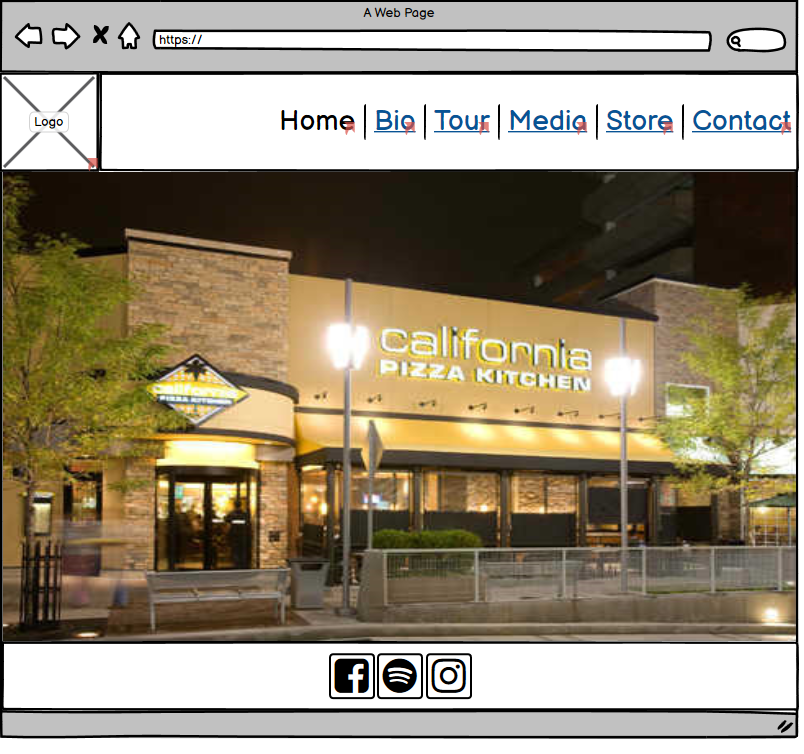 A Web Page
https://
Logo
Home Bio Tour Media Store Contact
california
PIZZA KITCHEN
california
PIZZA KITCHEN